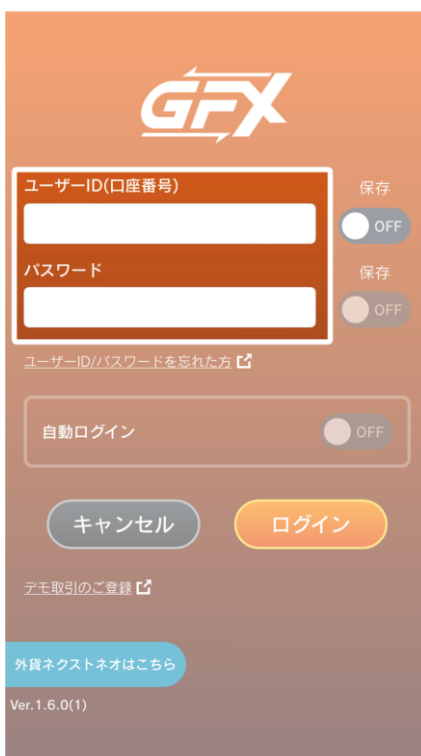 GFX
ユーザーID(口座番号)
保存
OFF
パスワード
保存
OFF
ユーザーID/パスワードを忘れた方
自動ログイン
OFF
キャンセル
ログイン
デモ取引のご登録
外貨ネクストネオはこちら
Ver.1.6.0(1)